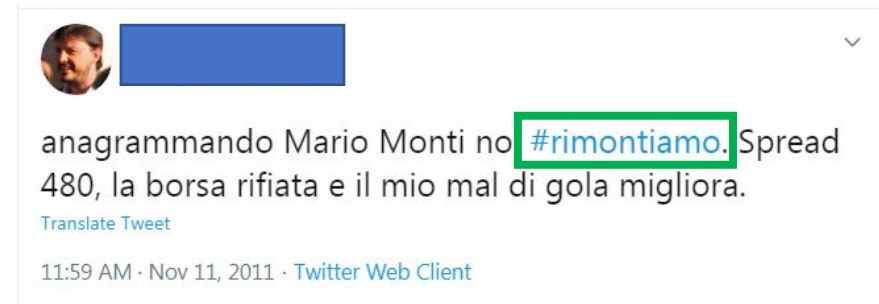 anagrammando Mario Monti no #rimontiamo. Spread
480, la borsa rifiata e il mio mal di gola migliora.
Translate Tweet
11:59 AM · Nov 11, 2011 · Twitter Web Client